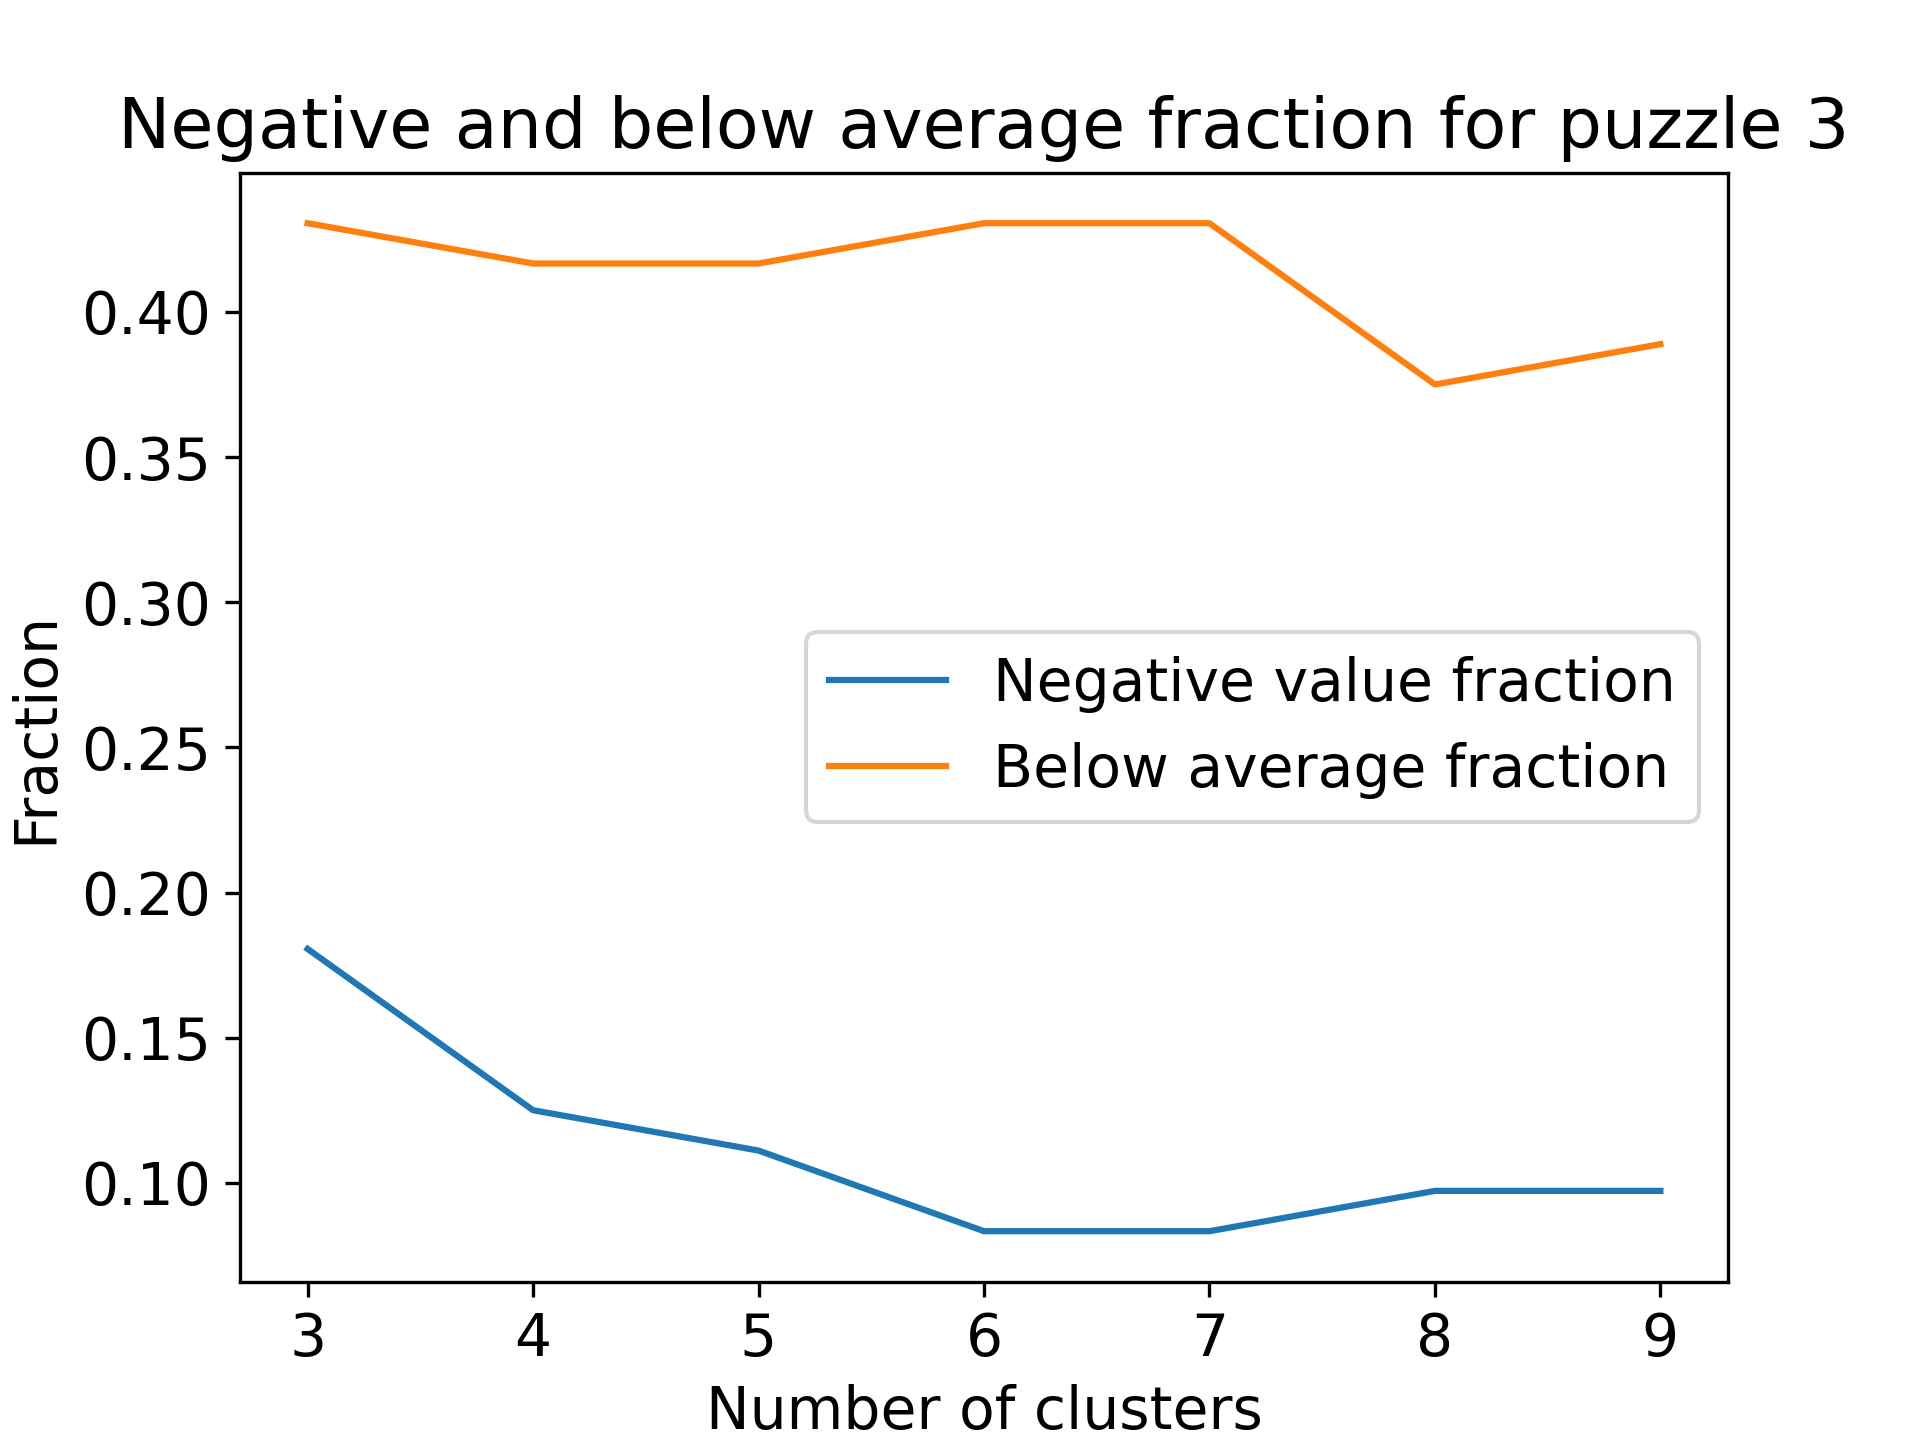 Negative and below average fraction for puzzle 3
0.40
0.35
0.30
0.25
0.20
0.15
0.10
Fraction
Negative value fraction
Below average fraction
3 4 5 6 7 8 9
Number of clusters